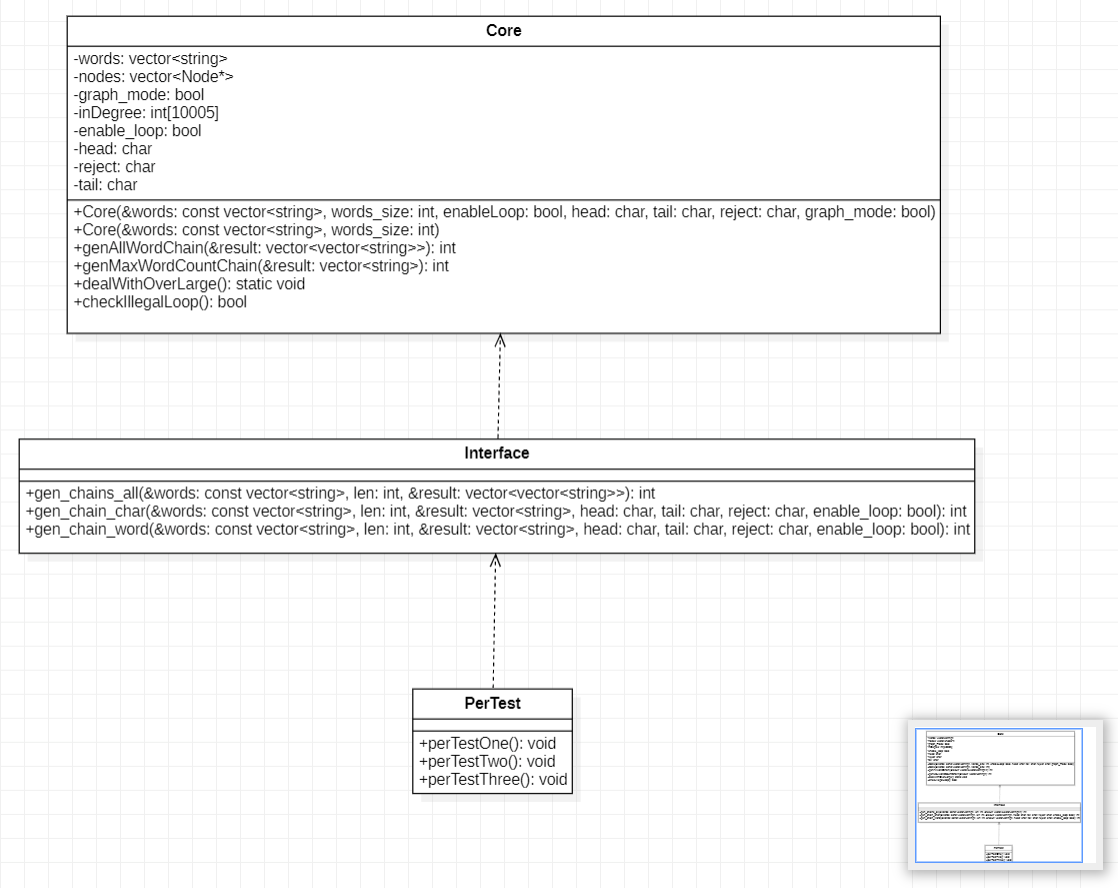 Core
-words: vector<string>
-nodes: vector<Node*>
-graph_mode: bool
-inDegree: int[10005]
-enable_loop: bool
-head: char
-reject: char
-tail: char
+Core(&words: const vector<string>, words_size: int, enableLoop: bool, head: char, tail: char, reject: char, graph_mode: bool)
+Core(&words: const vector<string>, words_size: int)
+genAllWordChain(&result: vector<vector<string>>): int
+genMaxWordCountChain(&result: vector<string>): int
+dealWithOverLarge(): static void
+checkIllegalLoop(): bool
Interface
+gen_chains_all(&words: const vector<string>, len: int, &result: vector<vector<string>>): int
+gen_chain_char(&words: const vector<string>, len: int, &result: vector<string>, head: char, tail: char, reject: char, enable_loop: bool): int
+gen_chain_word(&words: const vector<string>, len: int, &result: vector<string>, head: char, tail: char, reject: char, enable_loop: bool): int
PerTest
+perTestOne(): void
+perTestTwo(): void
+perTestThree(): void